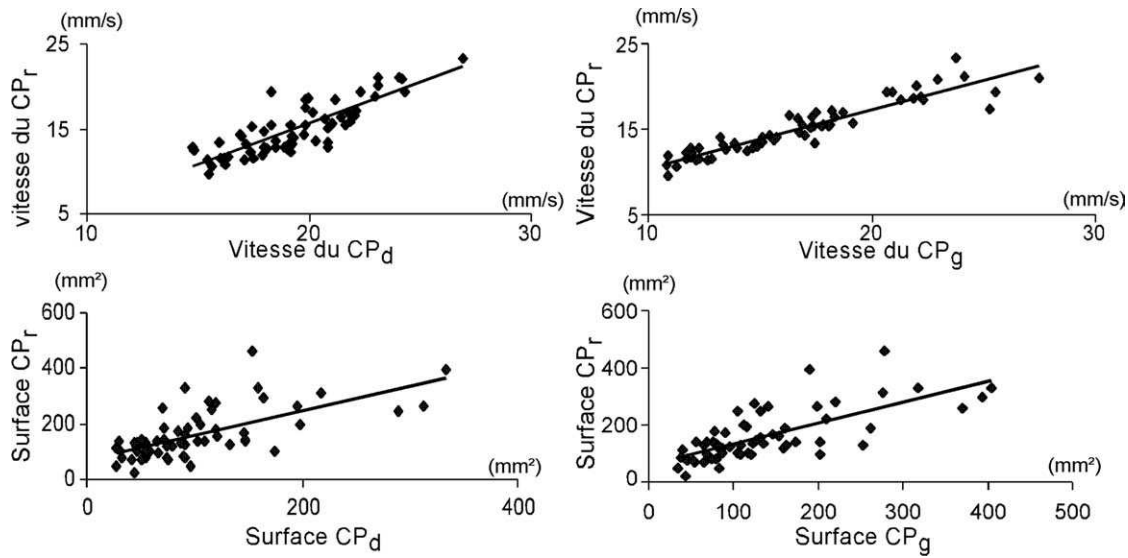 (mm/s)
25
15
5
vitesse du CPr
10 20 30
(mm/s)
Vitesse du CPd
(mm/s)
25
15
5
Vitesse du CPr
10 20 30
(mm/s)
Vitesse du CPg
(mm²)
600
400
200
0
Surface CPr
(mm²)
0 200 400
Surface CPd
(mm²)
600
400
200
0
Surface CPr
(mm²)
0 100 200 300 400 500
Surface CPg